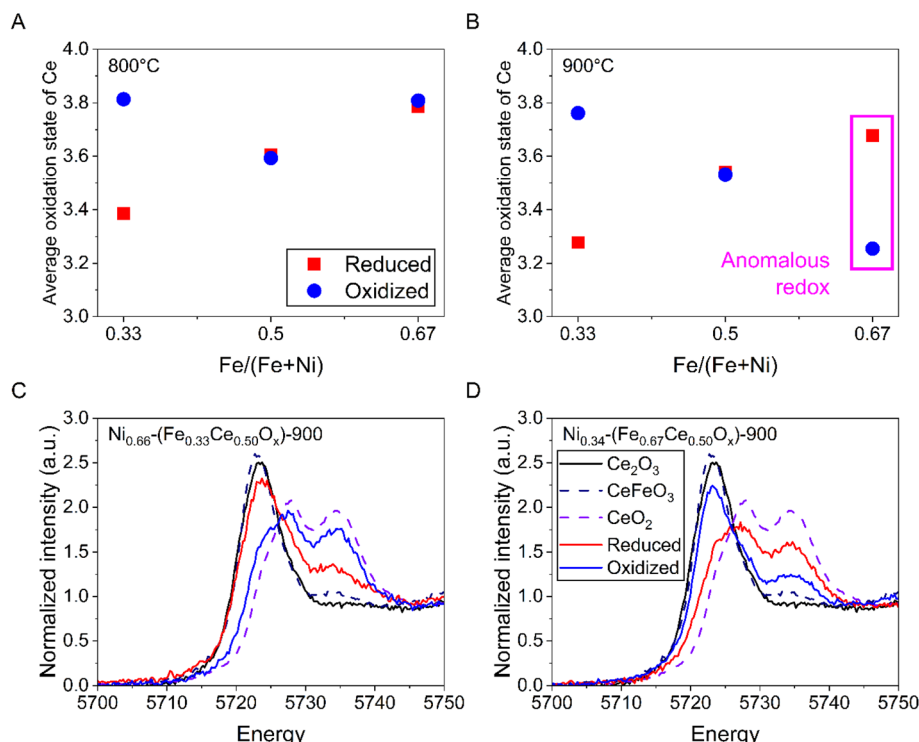 A
800°C
Average oxidation state of Ce
4.0
3.8
3.6
3.4
3.2
3.0
Reduced
Oxidized
0.33
0.5
0.67
Fe/(Fe+Ni)
B
900°C
Average oxidation state of Ce
4.0
3.8
3.6
3.4
3.2
3.0
Anomalous
redox
0.33
0.5
0.67
Fe/(Fe+Ni)
C
Ni0.66-(Fe0.33Ce0.50Ox)-900
Normalized intensity (a.u.)
3.0
2.5
2.0
1.5
1.0
0.5
0.0
5700
5710
5720
5730
5740
5750
Energy
D
Ni0.34-(Fe0.67Ce0.50Ox)-900
Normalized intensity (a.u.)
3.0
2.5
2.0
1.5
1.0
0.5
0.0
Ce2O3
CeFeO3
CeO2
Reduced
Oxidized
5700
5710
5720
5730
5740
5750
Energy